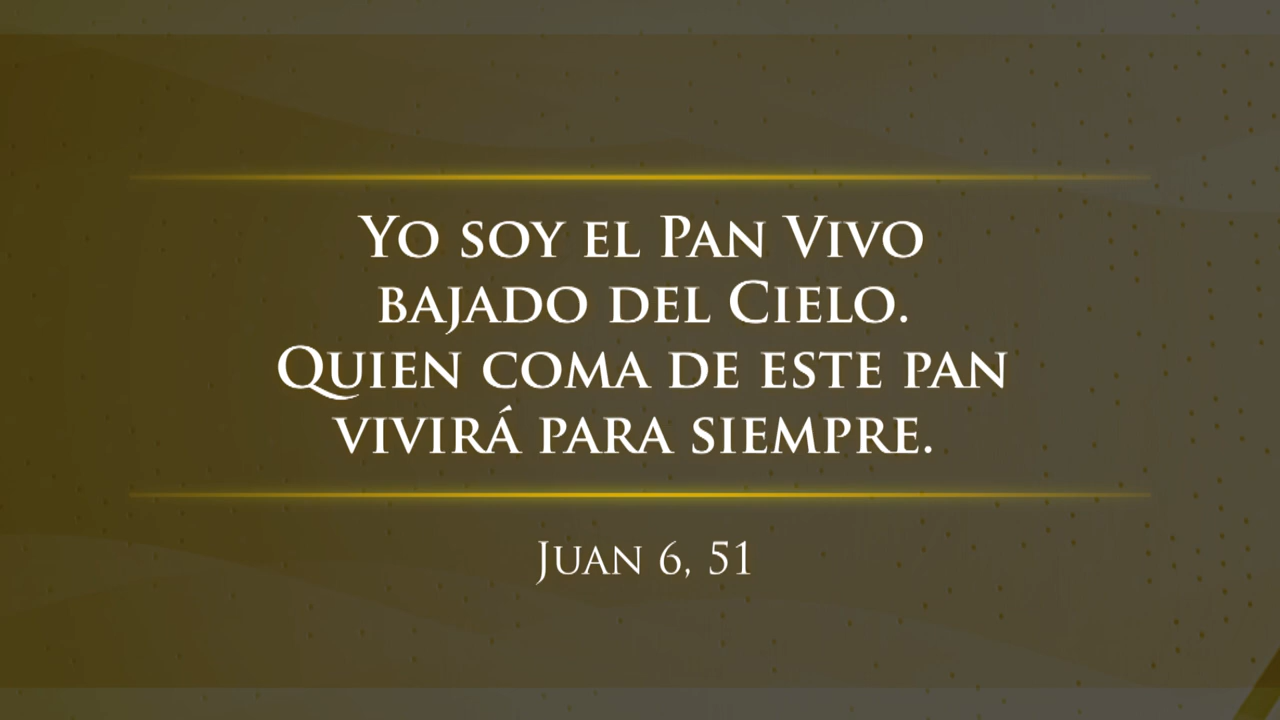 Yo soy el Pan Vivo
bajado del Cielo.
Quien coma de este pan
vivirá para siempre.
Juan 6, 51